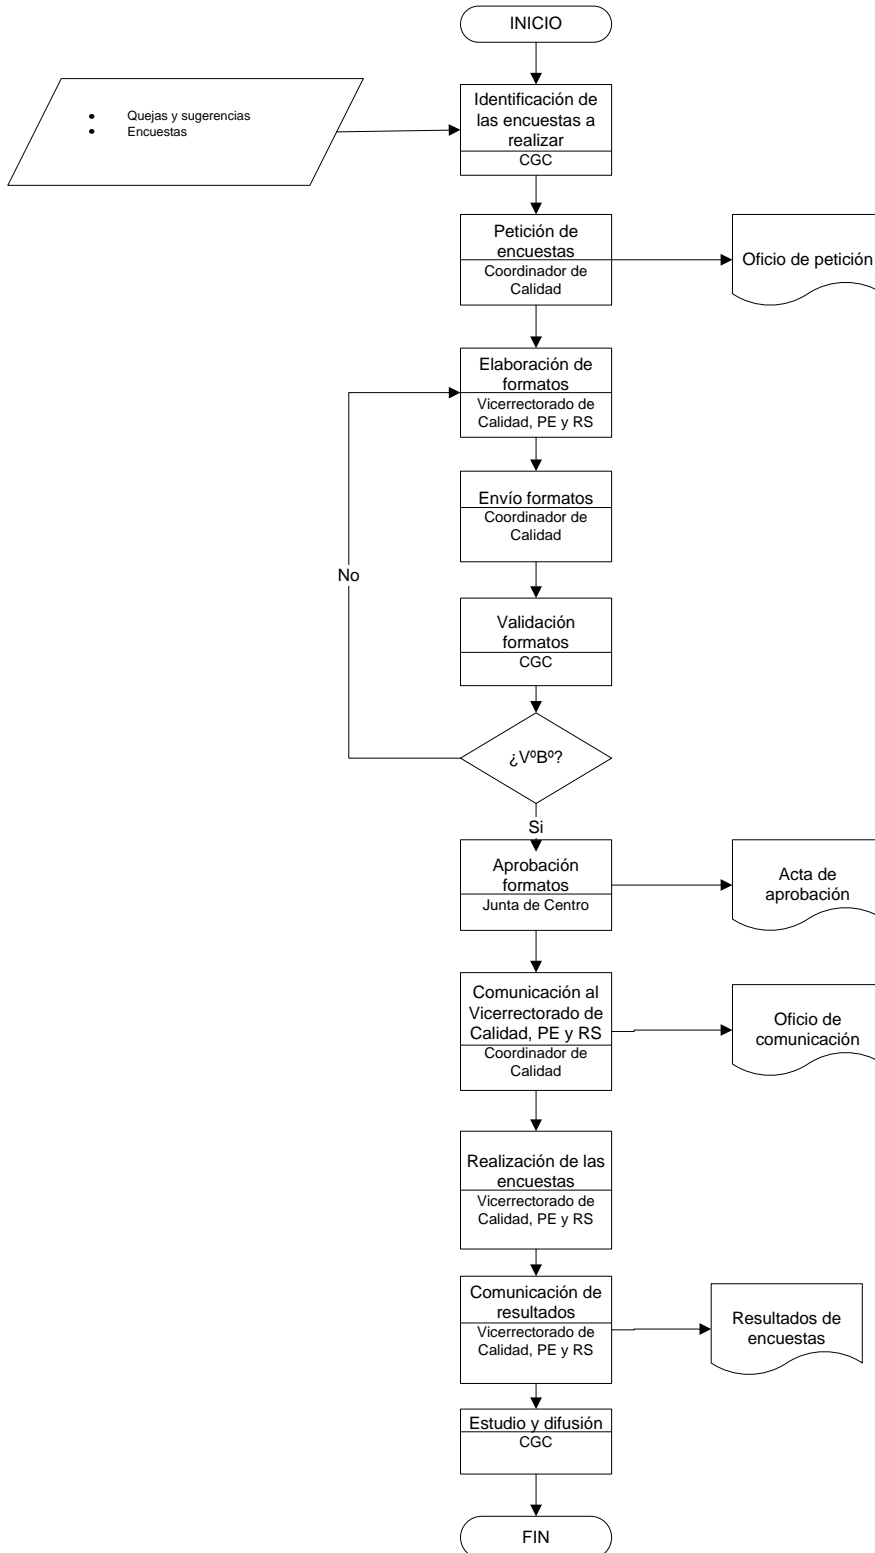 INICIO
Quejas y sugerencias
Encuestas
Identificación de
las encuestas a
realizar
CGC
Petición de
encuestas
Coordinador de
Calidad
Oficio de petición
Elaboración de
formatos
Vicerrectorado de
Calidad, PE y RS
Envío formatos
Coordinador de
Calidad
No
Validación
formatos
CGC
¿VºBº?
Si
Aprobación
formatos
Junta de Centro
Acta de
aprobación
Comunicación al
Vicerrectorado de
Calidad, PE y RS
Coordinador de
Calidad
Oficio de
comunicación
Realización de las
encuestas
Vicerrectorado de
Calidad, PE y RS
Comunicación de
resultados
Vicerrectorado de
Calidad, PE y RS
Resultados de
encuestas
Estudio y difusión
CGC
FIN